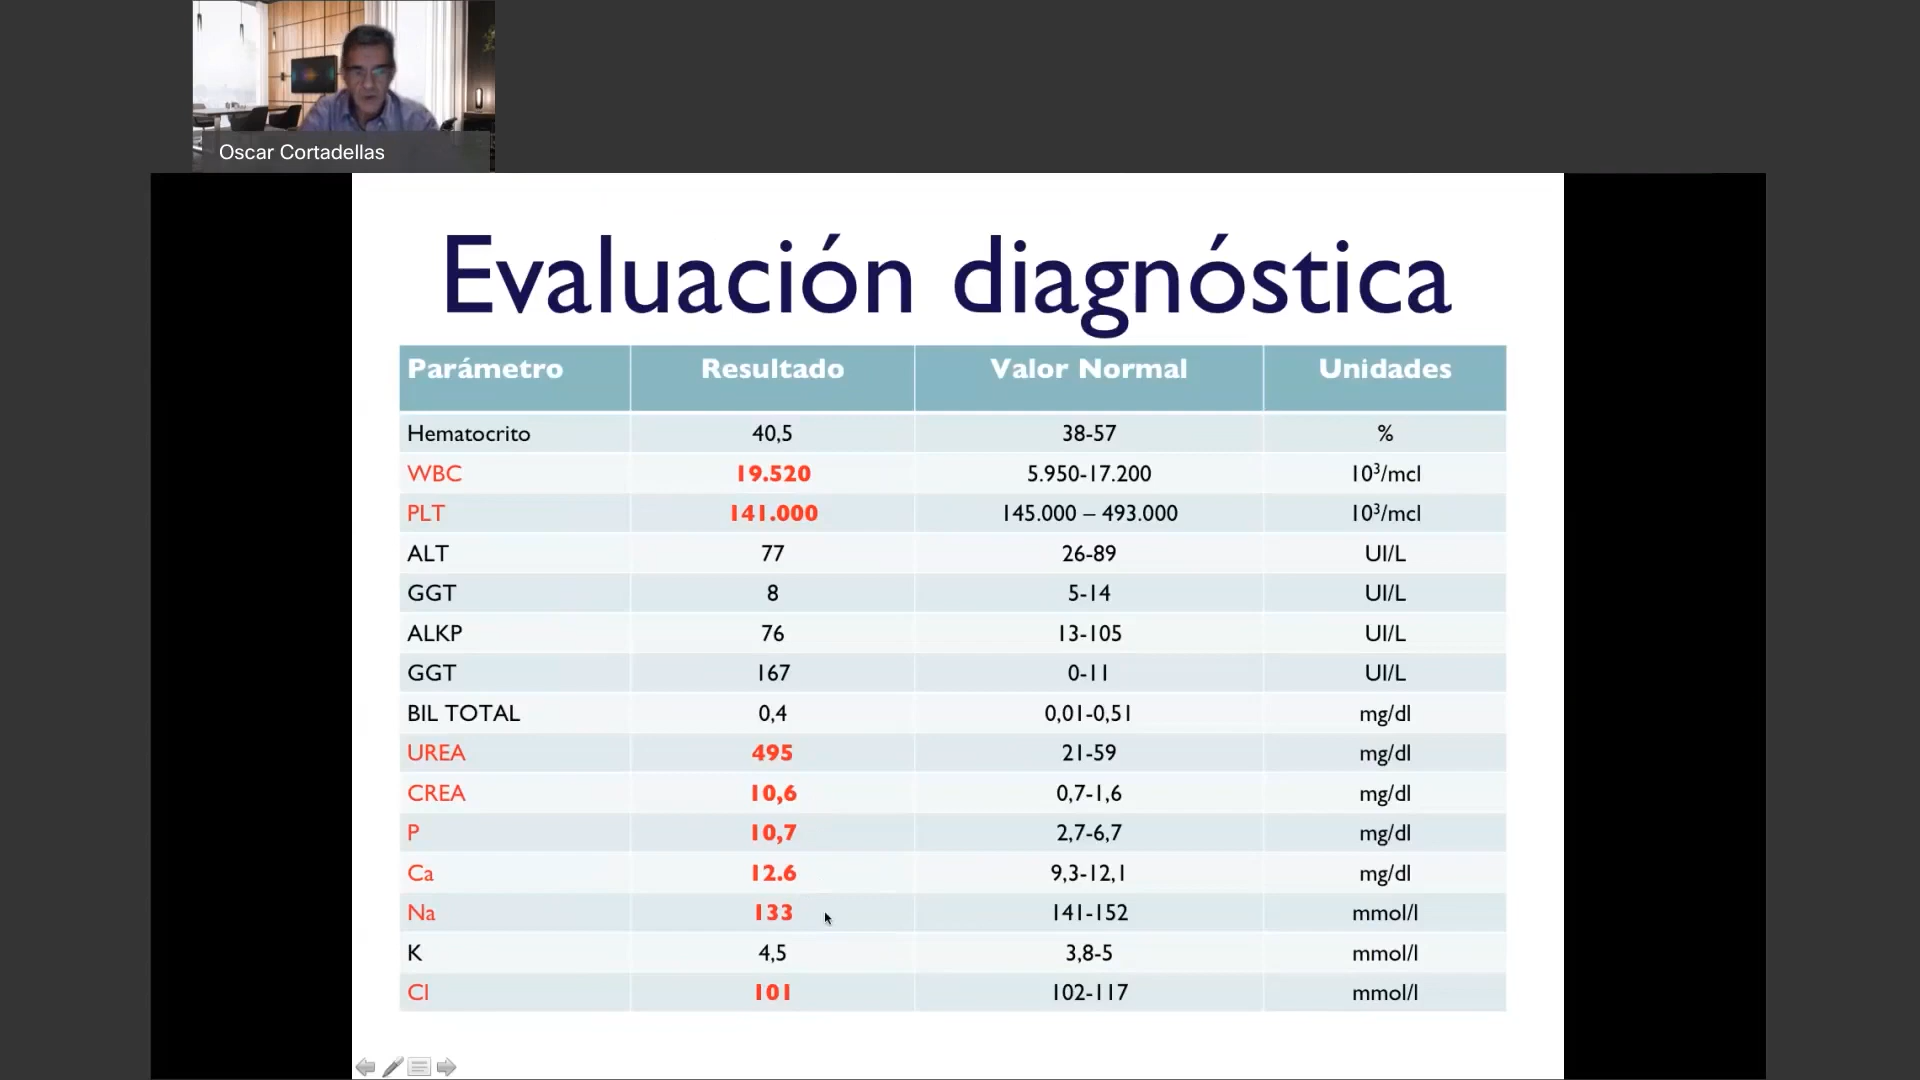 Oscar Cortadellas
Evaluación diagnóstica
Parámetro Resultado Valor Normal Unidades
Hematocrito 40,5 38-57 %
WBC 19.520 5.950-17.200 10³/mcl
PLT 141.000 145.000 – 493.000 10³/mcl
ALT 77 26-89 UI/L
GGT 8 5-14 UI/L
ALKP 76 13-105 UI/L
GGT 167 0-11 UI/L
BIL TOTAL 0,4 0,01-0,51 mg/dl
UREA 495 21-59 mg/dl
CREA 10,6 0,7-1,6 mg/dl
P 10,7 2,7-6,7 mg/dl
Ca 12.6 9,3-12,1 mg/dl
Na 133 141-152 mmol/l
K 4,5 3,8-5 mmol/l
Cl 101 102-117 mmol/l